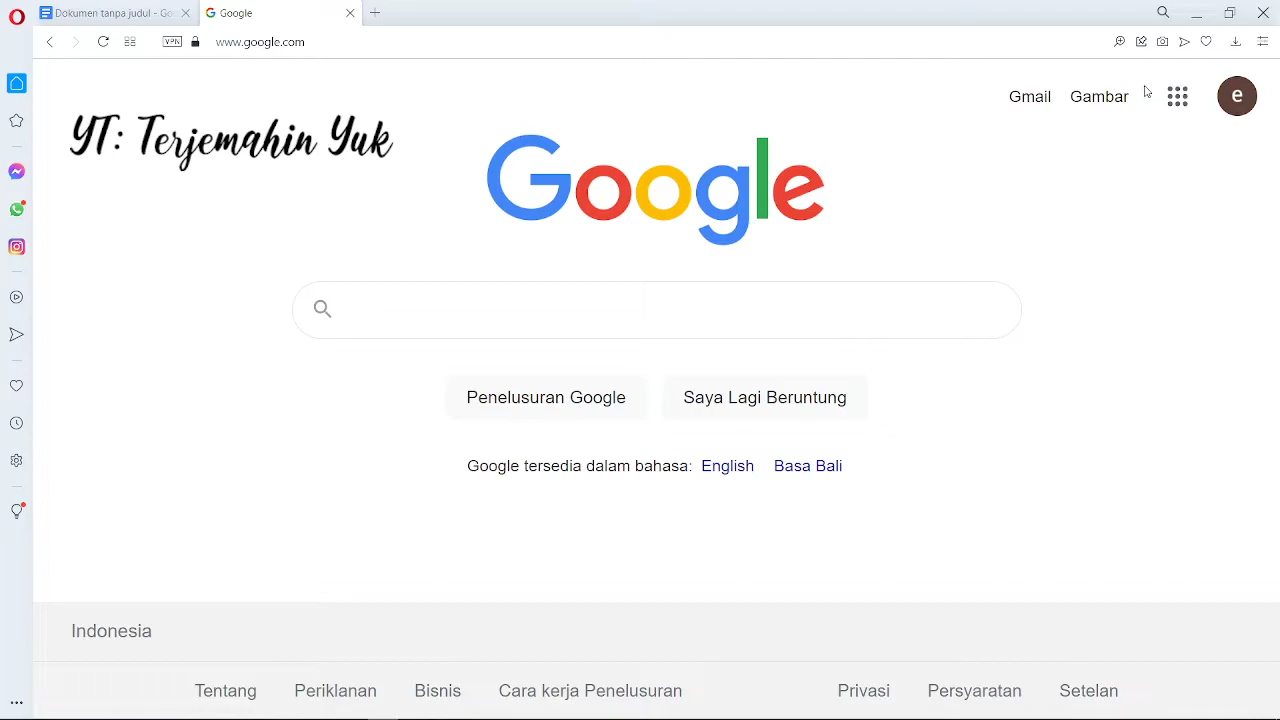 Dokumen tanpa judul - Go
Google
VPN
www.google.com
Gmail
Gambar
e
YT: Terjemahin Yuk
Google
Penelusuran Google
Saya Lagi Beruntung
Google tersedia dalam bahasa: English Basa Bali
Indonesia
Tentang
Periklanan
Bisnis
Cara kerja Penelusuran
Privasi
Persyaratan
Setelan